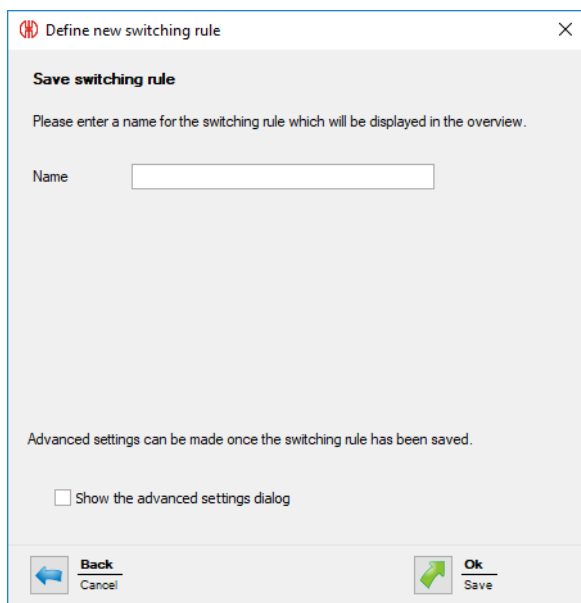 Define new switching rule
Save switching rule
Please enter a name for the switching rule which will be displayed in the overview.
Name
Advanced settings can be made once the switching rule has been saved.
Show the advanced settings dialog
Back
Cancel
Ok
Save